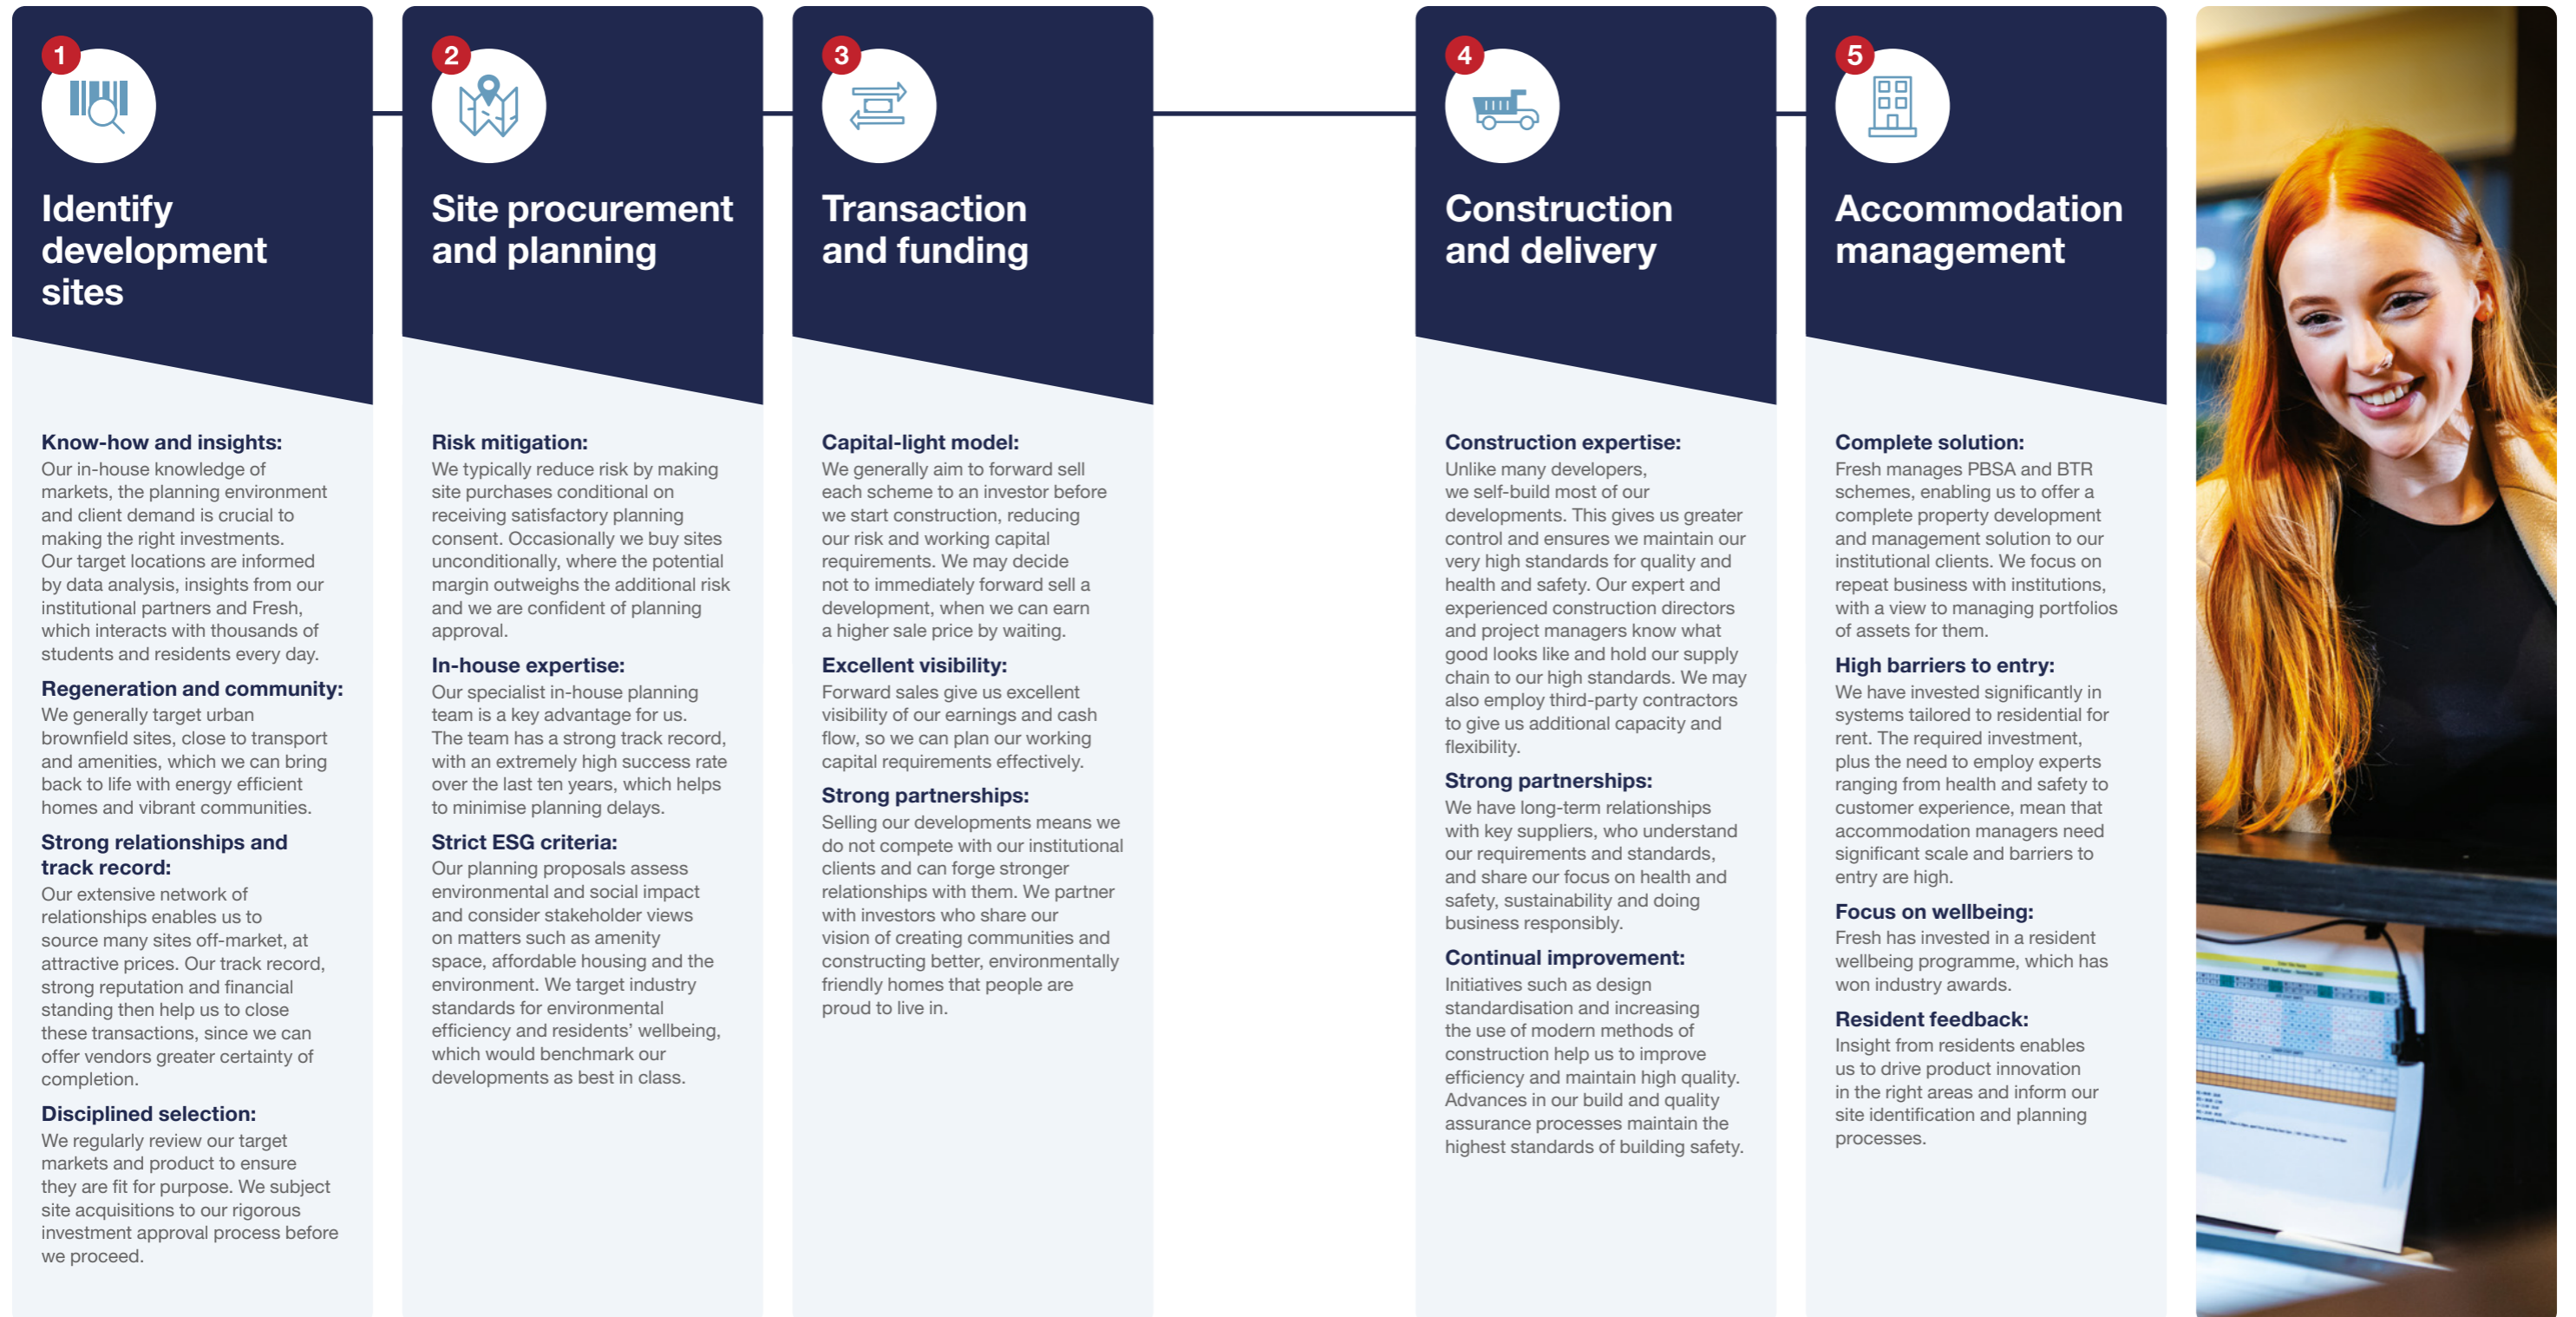 1
Identify
development
sites
Know-how and insights:
Our in-house knowledge of
markets, the planning environment
and client demand is crucial to
making the right investments.
Our target locations are informed
by data analysis, insights from our
institutional partners and Fresh,
which interacts with thousands of
students and residents every day.
Regeneration and community:
We generally target urban
brownfield sites, close to transport
and amenities, which we can bring
back to life with energy efficient
homes and vibrant communities.
Strong relationships and
track record:
Our extensive network of
relationships enables us to
source many sites off-market, at
attractive prices. Our track record,
strong reputation and financial
standing then help us to close
these transactions, since we can
offer vendors greater certainty of
completion.
Disciplined selection:
We regularly review our target
markets and product to ensure
they are fit for purpose. We subject
site acquisitions to our rigorous
investment approval process before
we proceed.
2
Site procurement
and planning
Risk mitigation:
We typically reduce risk by making
site purchases conditional on
receiving satisfactory planning
consent. Occasionally we buy sites
unconditionally, where the potential
margin outweighs the additional risk
and we are confident of planning
approval.
In-house expertise:
Our specialist in-house planning
team is a key advantage for us.
The team has a strong track record,
with an extremely high success rate
over the last ten years, which helps
to minimise planning delays.
Strict ESG criteria:
Our planning proposals assess
environmental and social impact
and consider stakeholder views
on matters such as amenity
space, affordable housing and the
environment. We target industry
standards for environmental
efficiency and residents’ wellbeing,
which would benchmark our
developments as best in class.
3
Transaction
and funding
Capital-light model:
We generally aim to forward sell
each scheme to an investor before
we start construction, reducing
our risk and working capital
requirements. We may decide
not to immediately forward sell a
development, when we can earn
a higher sale price by waiting.
Excellent visibility:
Forward sales give us excellent
visibility of our earnings and cash
flow, so we can plan our working
capital requirements effectively.
Strong partnerships:
Selling our developments means we
do not compete with our institutional
clients and can forge stronger
relationships with them. We partner
with investors who share our
vision of creating communities and
constructing better, environmentally
friendly homes that people are
proud to live in.
4
Construction
and delivery
Construction expertise:
Unlike many developers,
we self-build most of our
developments. This gives us greater
control and ensures we maintain our
very high standards for quality and
health and safety. Our expert and
experienced construction directors
and project managers know what
good looks like and hold our supply
chain to our high standards. We may
also employ third-party contractors
to give us additional capacity and
flexibility.
Strong partnerships:
We have long-term relationships
with key suppliers, who understand
our requirements and standards,
and share our focus on health and
safety, sustainability and doing
business responsibly.
Continual improvement:
Initiatives such as design
standardisation and increasing
the use of modern methods of
construction help us to improve
efficiency and maintain high quality.
Advances in our build and quality
assurance processes maintain the
highest standards of building safety.
5
Accommodation
management
Complete solution:
Fresh manages PBSA and BTR
schemes, enabling us to offer a
complete property development
and management solution to our
institutional clients. We focus on
repeat business with institutions,
with a view to managing portfolios
of assets for them.
High barriers to entry:
We have invested significantly in
systems tailored to residential for
rent. The required investment,
plus the need to employ experts
ranging from health and safety to
customer experience, mean that
accommodation managers need
significant scale and barriers to
entry are high.
Focus on wellbeing:
Fresh has invested in a resident
wellbeing programme, which has
won industry awards.
Resident feedback:
Insight from residents enables
us to drive product innovation
in the right areas and inform our
site identification and planning
processes.